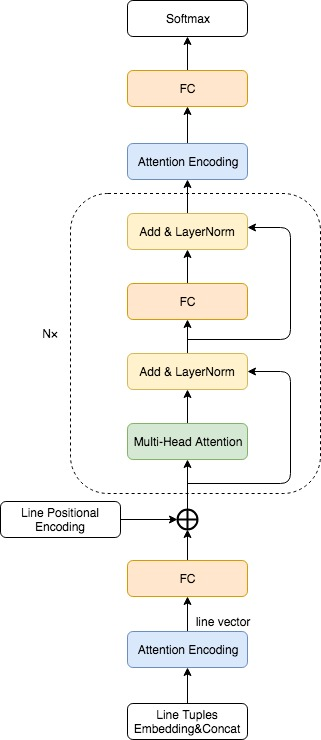 Softmax
FC
Attention Encoding
Add & LayerNorm
FC
N×
Add & LayerNorm
Multi-Head Attention
Line Positional
Encoding
FC
line vector
Attention Encoding
Line Tuples
Embedding&Concat